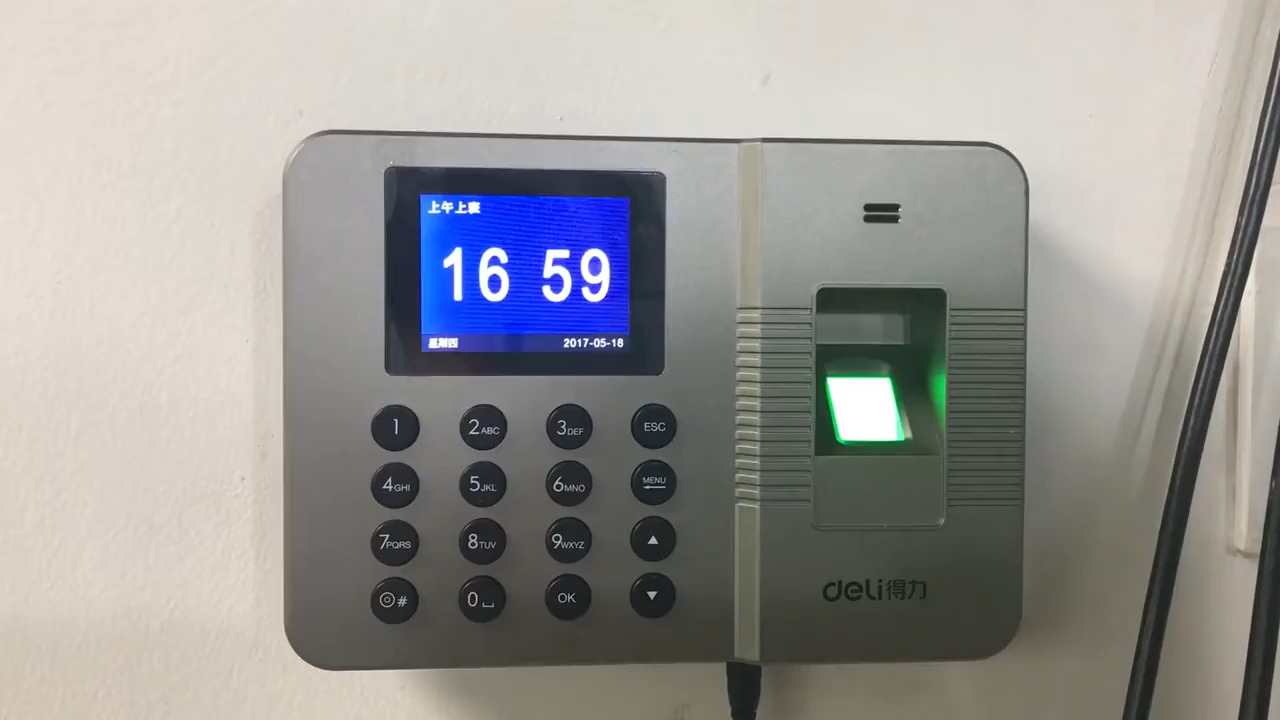 上午上班
16 59
星期四 2017-05-18
1 2ABC 3DEF ESC
4GHI 5JKL 6MNO MENU
7PQRS 8TUV 9WXYZ ▲
◎# 0⌴ OK ▼
deli得力